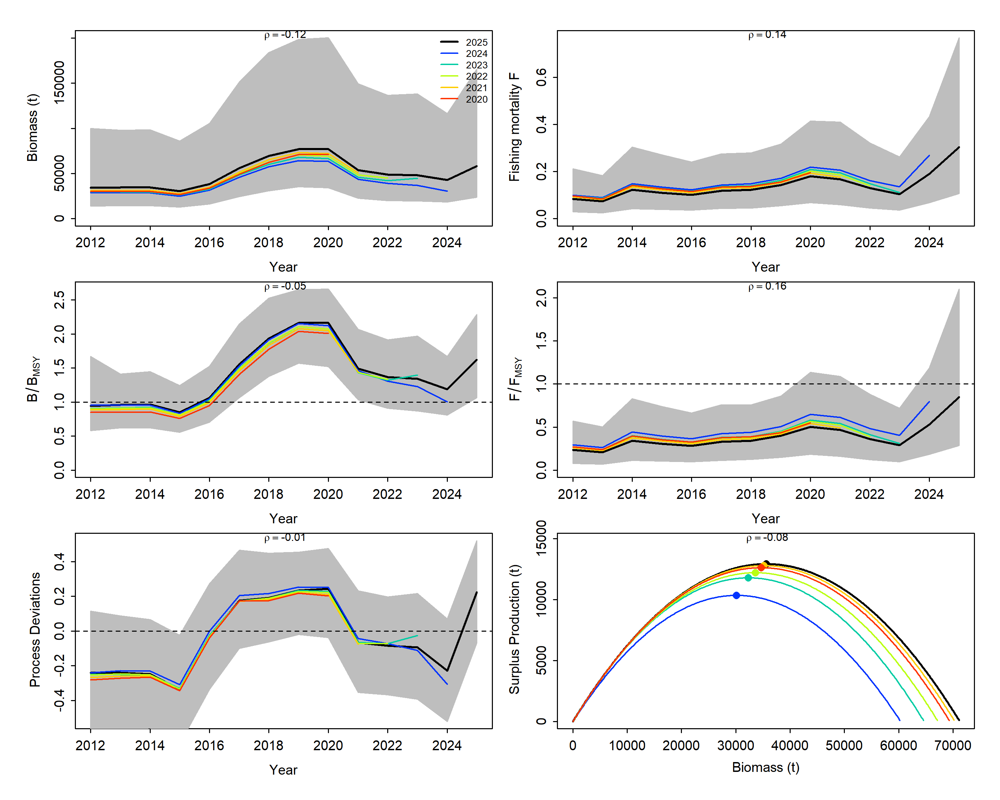 ρ = -0.12
2025
2024
2023
2022
2021
2020
Biomass (t)
0
50000
150000
2012 2014 2016 2018 2020 2022 2024
Year
ρ = 0.14
Fishing mortality F
0.0 0.2 0.4 0.6
2012 2014 2016 2018 2020 2022 2024
Year
ρ = -0.05
B/BMSY
0.0 0.5 1.0 1.5 2.0 2.5
2012 2014 2016 2018 2020 2022 2024
Year
ρ = 0.16
F/FMSY
0.0 0.5 1.0 1.5 2.0
2012 2014 2016 2018 2020 2022 2024
Year
ρ = -0.01
Process Deviations
-0.4 -0.2 0.0 0.2 0.4
2012 2014 2016 2018 2020 2022 2024
Year
ρ = -0.08
Surplus Production (t)
0 5000 10000 15000
0 10000 20000 30000 40000 50000 60000 70000
Biomass (t)